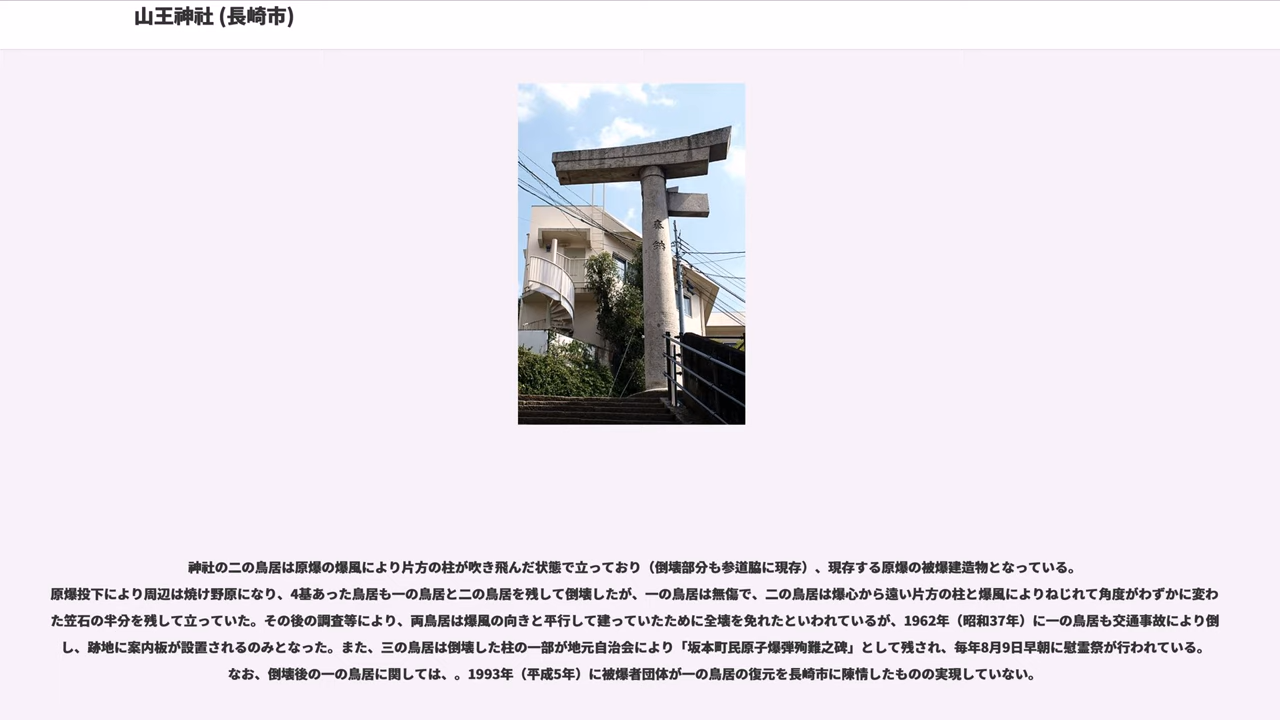 山王神社 (長崎市)
奉
納
神社の二の鳥居は原爆の爆風により片方の柱が吹き飛んだ状態で立っており（倒壊部分も参道脇に現存）、現存する原爆の被爆建造物となっている。
原爆投下により周辺は焼け野原になり、4基あった鳥居も一の鳥居と二の鳥居を残して倒壊したが、一の鳥居は無傷で、二の鳥居は爆心から遠い片方の柱と爆風によりねじれて角度がわずかに変わ
た笠石の半分を残して立っていた。その後の調査等により、両鳥居は爆風の向きと平行して建っていたために全壊を免れたといわれているが、1962年（昭和37年）に一の鳥居も交通事故により倒
し、跡地に案内板が設置されるのみとなった。また、三の鳥居は倒壊した柱の一部が地元自治会により「坂本町民原子爆弾殉難之碑」として残され、毎年8月9日早朝に慰霊祭が行われている。
なお、倒壊後の一の鳥居に関しては、。1993年（平成5年）に被爆者団体が一の鳥居の復元を長崎市に陳情したものの実現していない。